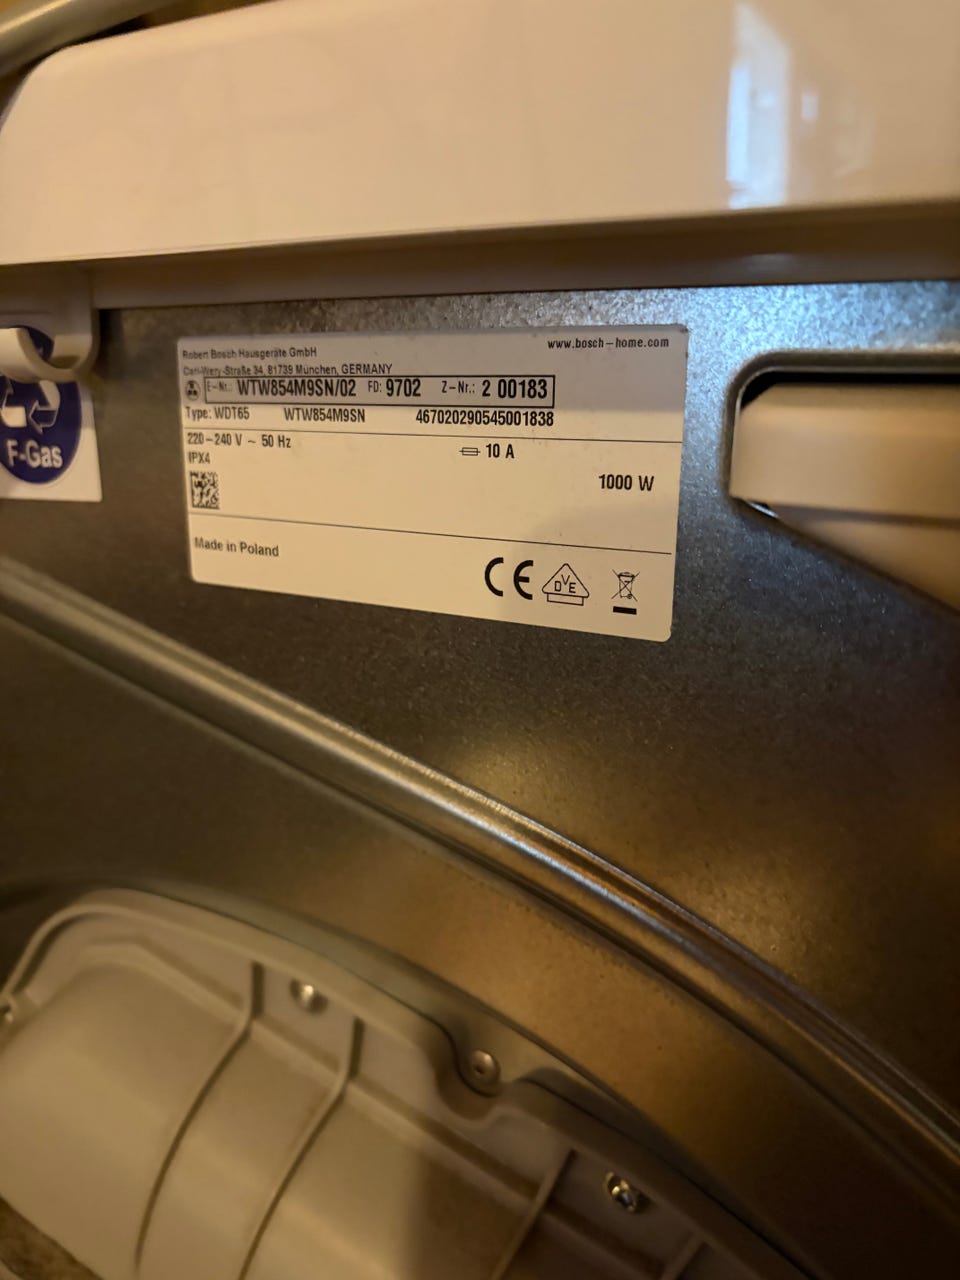 www.bosch-home.com
Robert Bosch Hausgeräte GmbH
Carl-Wery-Straße 34, 81739 München, GERMANY
E-Nr.: WTW854M9SN/02 FD: 9702 Z-Nr.: 2 00183
Type: WDT65 WTW854M9SN 467020290545001838
220-240 V ~ 50 Hz 10 A
IPX4
1000 W
Made in Poland
CE DVE
F-Gas